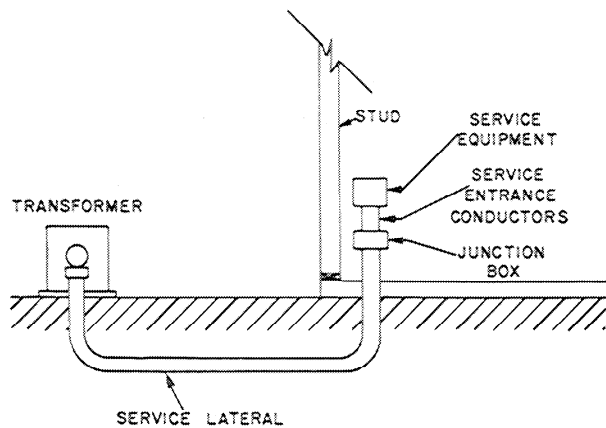 STUD
SERVICE
EQUIPMENT
SERVICE
ENTRANCE
CONDUCTORS
JUNCTION
BOX
TRANSFORMER
SERVICE LATERAL